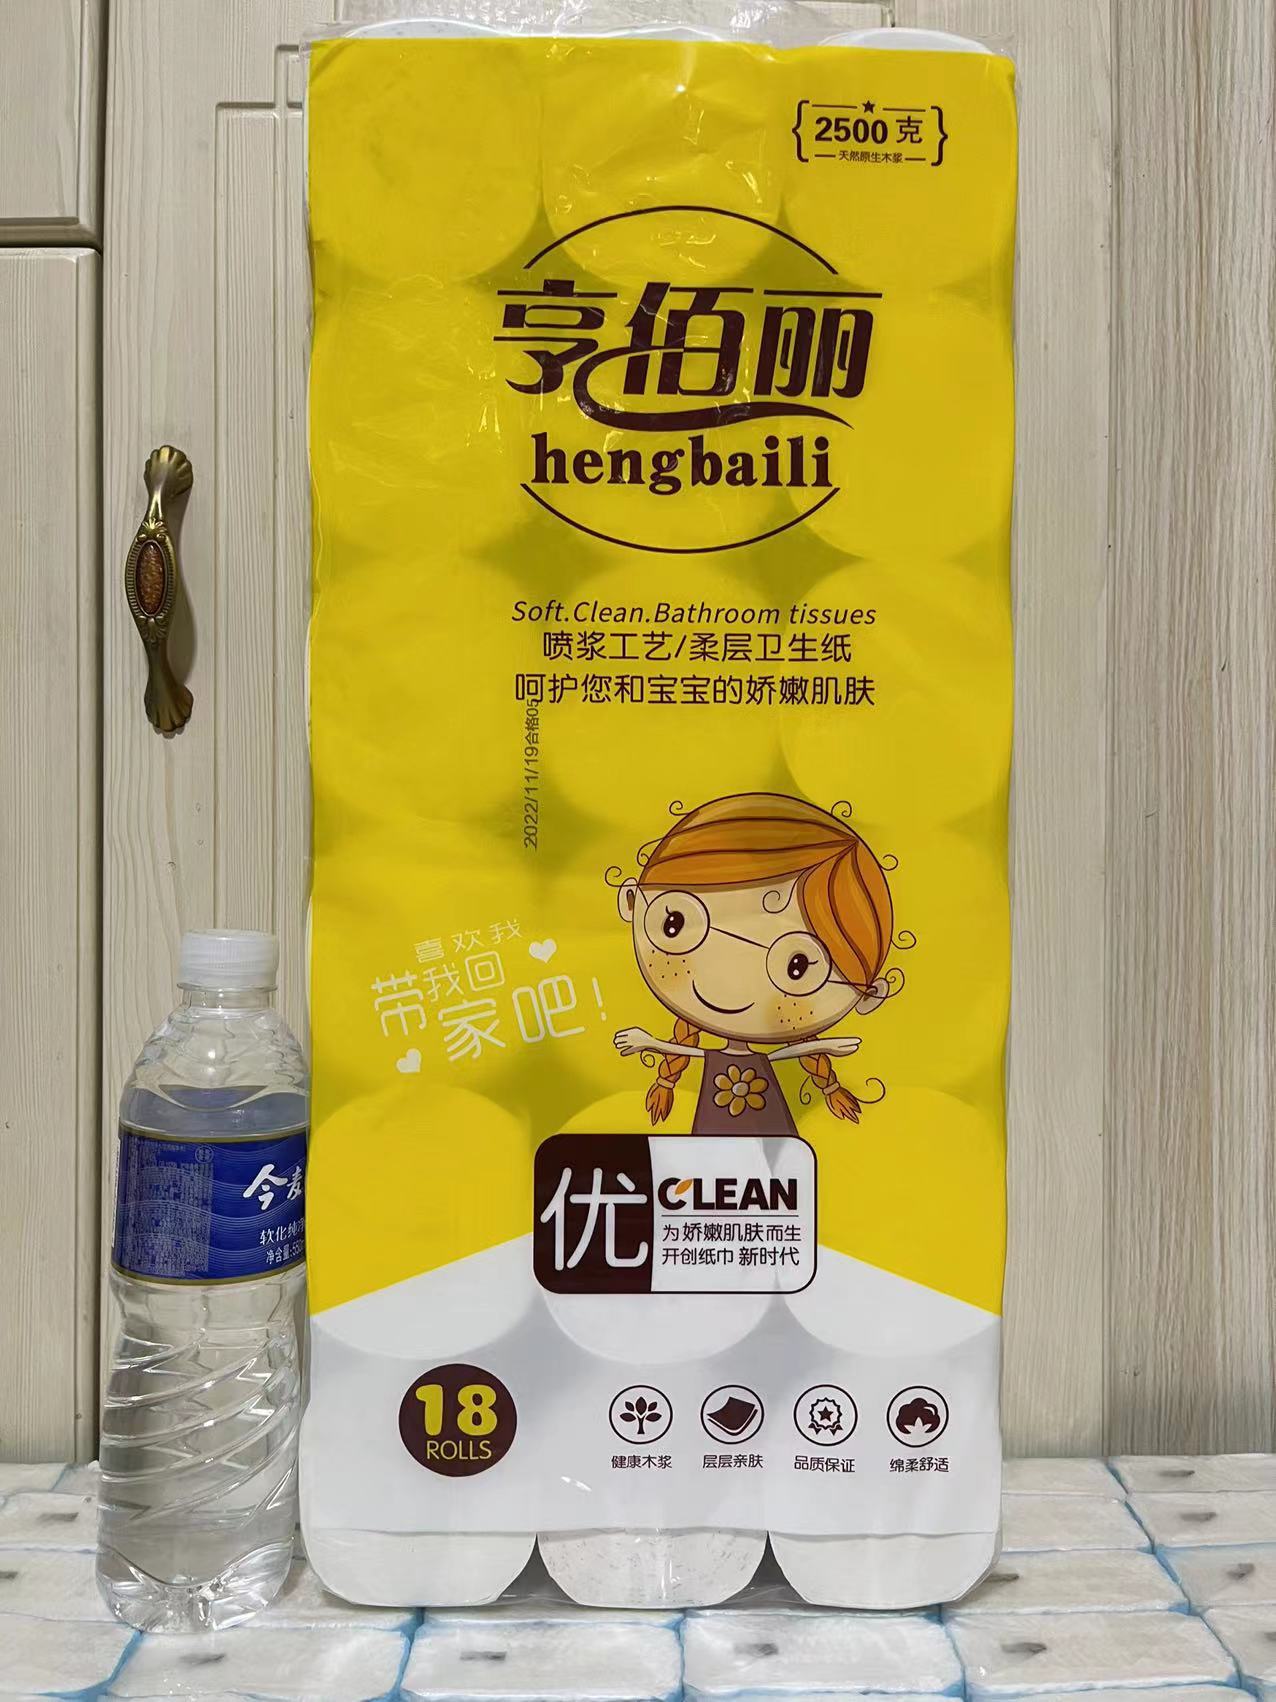 2500 克
天然原生木浆
亨佰丽
hengbaili
Soft.Clean.Bathroom tissues
喷浆工艺/柔层卫生纸
呵护您和宝宝的娇嫩肌肤
2022/11/19合格05
喜欢我
带我回
家吧!
优
CLEAN
为娇嫩肌肤而生
开创纸巾 新时代
18
ROLLS
健康木浆
层层亲肤
品质保证
绵柔舒适
今麦
软化纯净
净含量:550